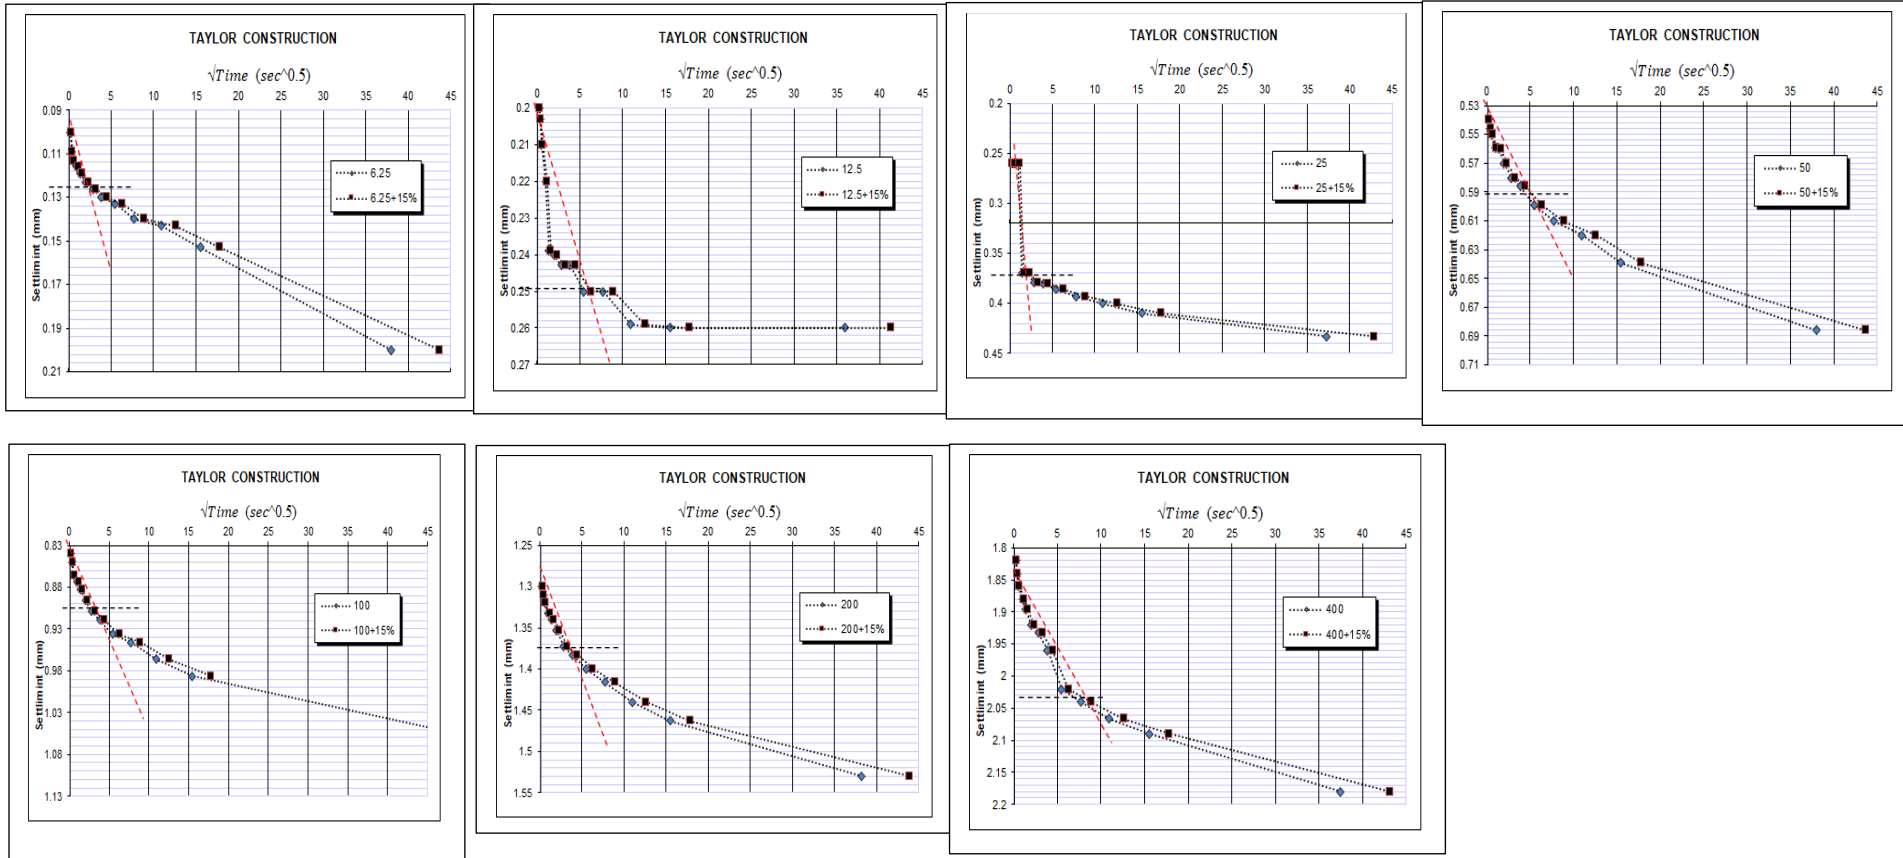 TAYLOR CONSTRUCTION
√Time (sec^0.5)
0 5 10 15 20 25 30 35 40 45
0.09
0.11
0.13
0.15
0.17
0.19
0.21
Settlimint (mm)
6.25
6.25+15%
TAYLOR CONSTRUCTION
√Time (sec^0.5)
0 5 10 15 20 25 30 35 40 45
0.2
0.21
0.22
0.23
0.24
0.25
0.26
0.27
Settlimint (mm)
12.5
12.5+15%
TAYLOR CONSTRUCTION
√Time (sec^0.5)
0 5 10 15 20 25 30 35 40 45
0.2
0.25
0.3
0.35
0.4
0.45
Settlimint (mm)
25
25+15%
TAYLOR CONSTRUCTION
√Time (sec^0.5)
0 5 10 15 20 25 30 35 40 45
0.53
0.55
0.57
0.59
0.61
0.63
0.65
0.67
0.69
0.71
Settlimint (mm)
50
50+15%
TAYLOR CONSTRUCTION
√Time (sec^0.5)
0 5 10 15 20 25 30 35 40 45
0.83
0.88
0.93
0.98
1.03
1.08
1.13
Settlimint (mm)
100
100+15%
TAYLOR CONSTRUCTION
√Time (sec^0.5)
0 5 10 15 20 25 30 35 40 45
1.25
1.3
1.35
1.4
1.45
1.5
1.55
Settlimint (mm)
200
200+15%
TAYLOR CONSTRUCTION
√Time (sec^0.5)
0 5 10 15 20 25 30 35 40 45
1.8
1.85
1.9
1.95
2
2.05
2.1
2.15
2.2
Settlimint (mm)
400
400+15%